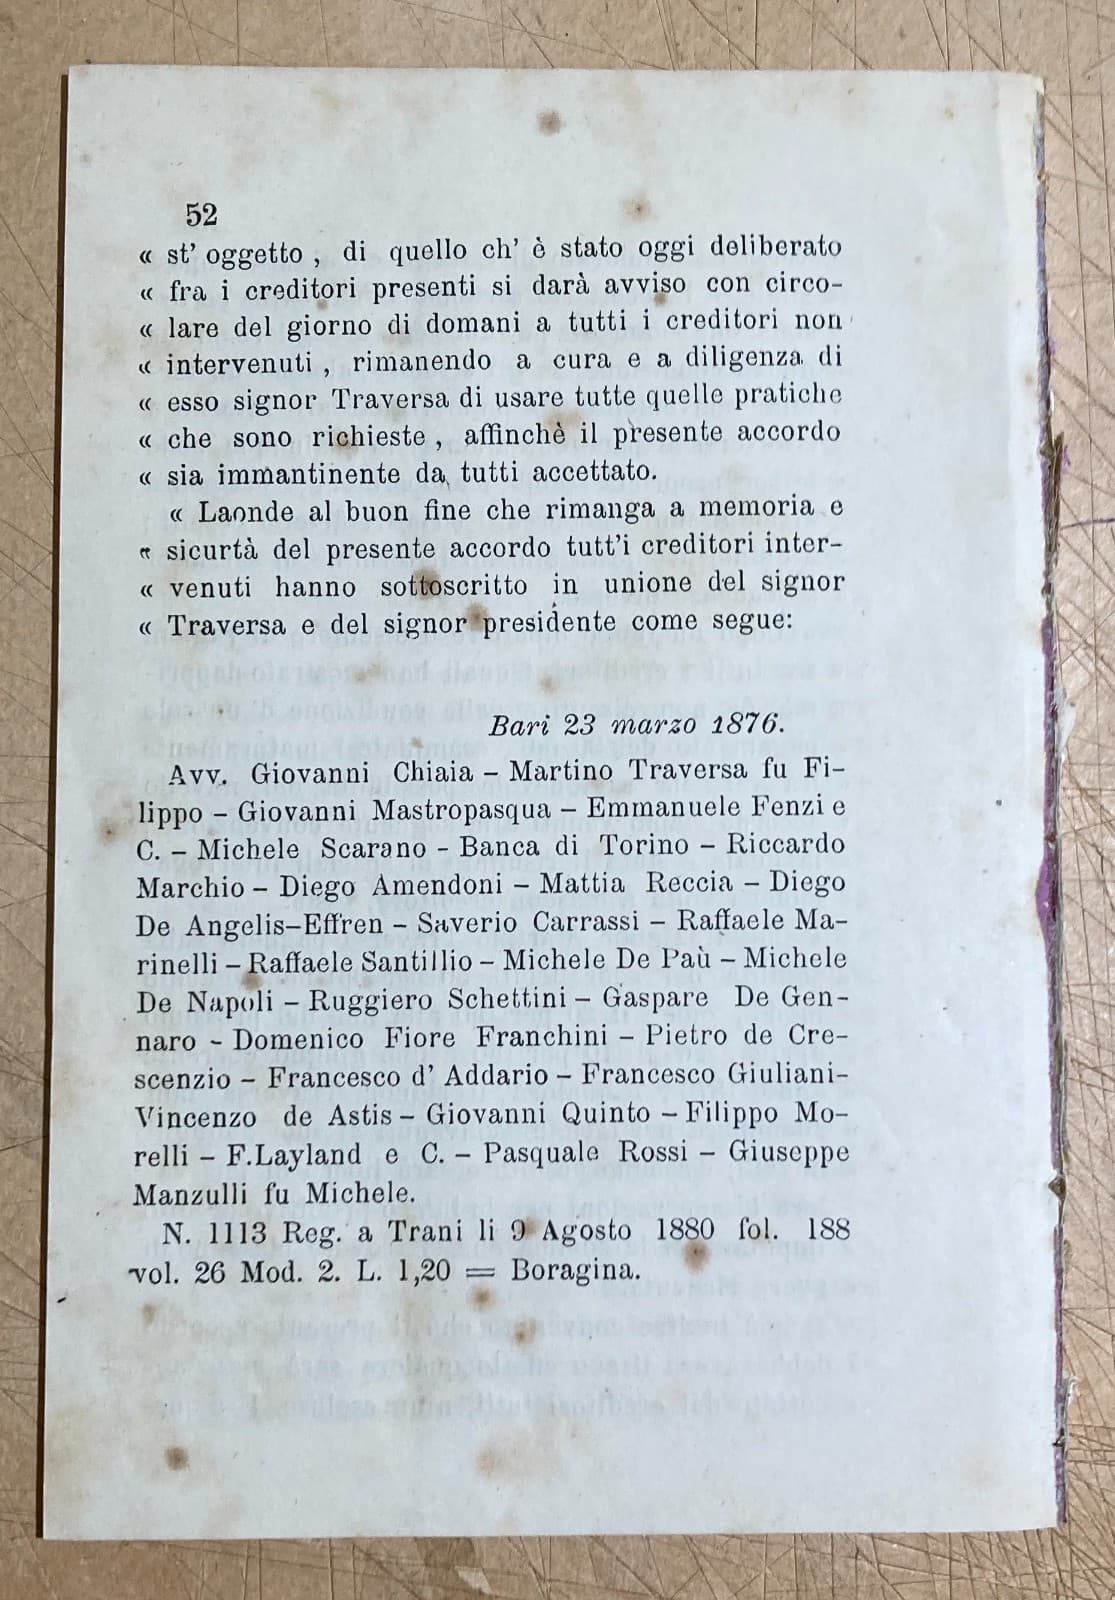 52
« st' oggetto , di quello ch' è stato oggi deliberato
« fra i creditori presenti si darà avviso con circo-
« lare del giorno di domani a tutti i creditori non
« intervenuti , rimanendo a cura e a diligenza di
« esso signor Traversa di usare tutte quelle pratiche
« che sono richieste , affinchè il presente accordo
« sia immantinente da tutti accettato.
« Laonde al buon fine che rimanga a memoria e
« sicurtà del presente accordo tutt'i creditori inter-
« venuti hanno sottoscritto in unione del signor
« Traversa e del signor presidente come segue:
Bari 23 marzo 1876.
Avv. Giovanni Chiaia – Martino Traversa fu Fi-
lippo – Giovanni Mastropasqua – Emmanuele Fenzi e
C. – Michele Scarano - Banca di Torino – Riccardo
Marchio – Diego Amendoni – Mattia Reccia – Diego
De Angelis–Effren – Saverio Carrassi – Raffaele Ma-
rinelli – Raffaele Santillio – Michele De Paù – Michele
De Napoli – Ruggiero Schettini – Gaspare De Gen-
naro - Domenico Fiore Franchini – Pietro de Cre-
scenzio – Francesco d' Addario – Francesco Giuliani-
Vincenzo de Astis – Giovanni Quinto – Filippo Mo-
relli – F.Layland e C. – Pasquale Rossi – Giuseppe
Manzulli fu Michele.
N. 1113 Reg. a Trani li 9 Agosto 1880 fol. 188
vol. 26 Mod. 2. L. 1,20 = Boragina.